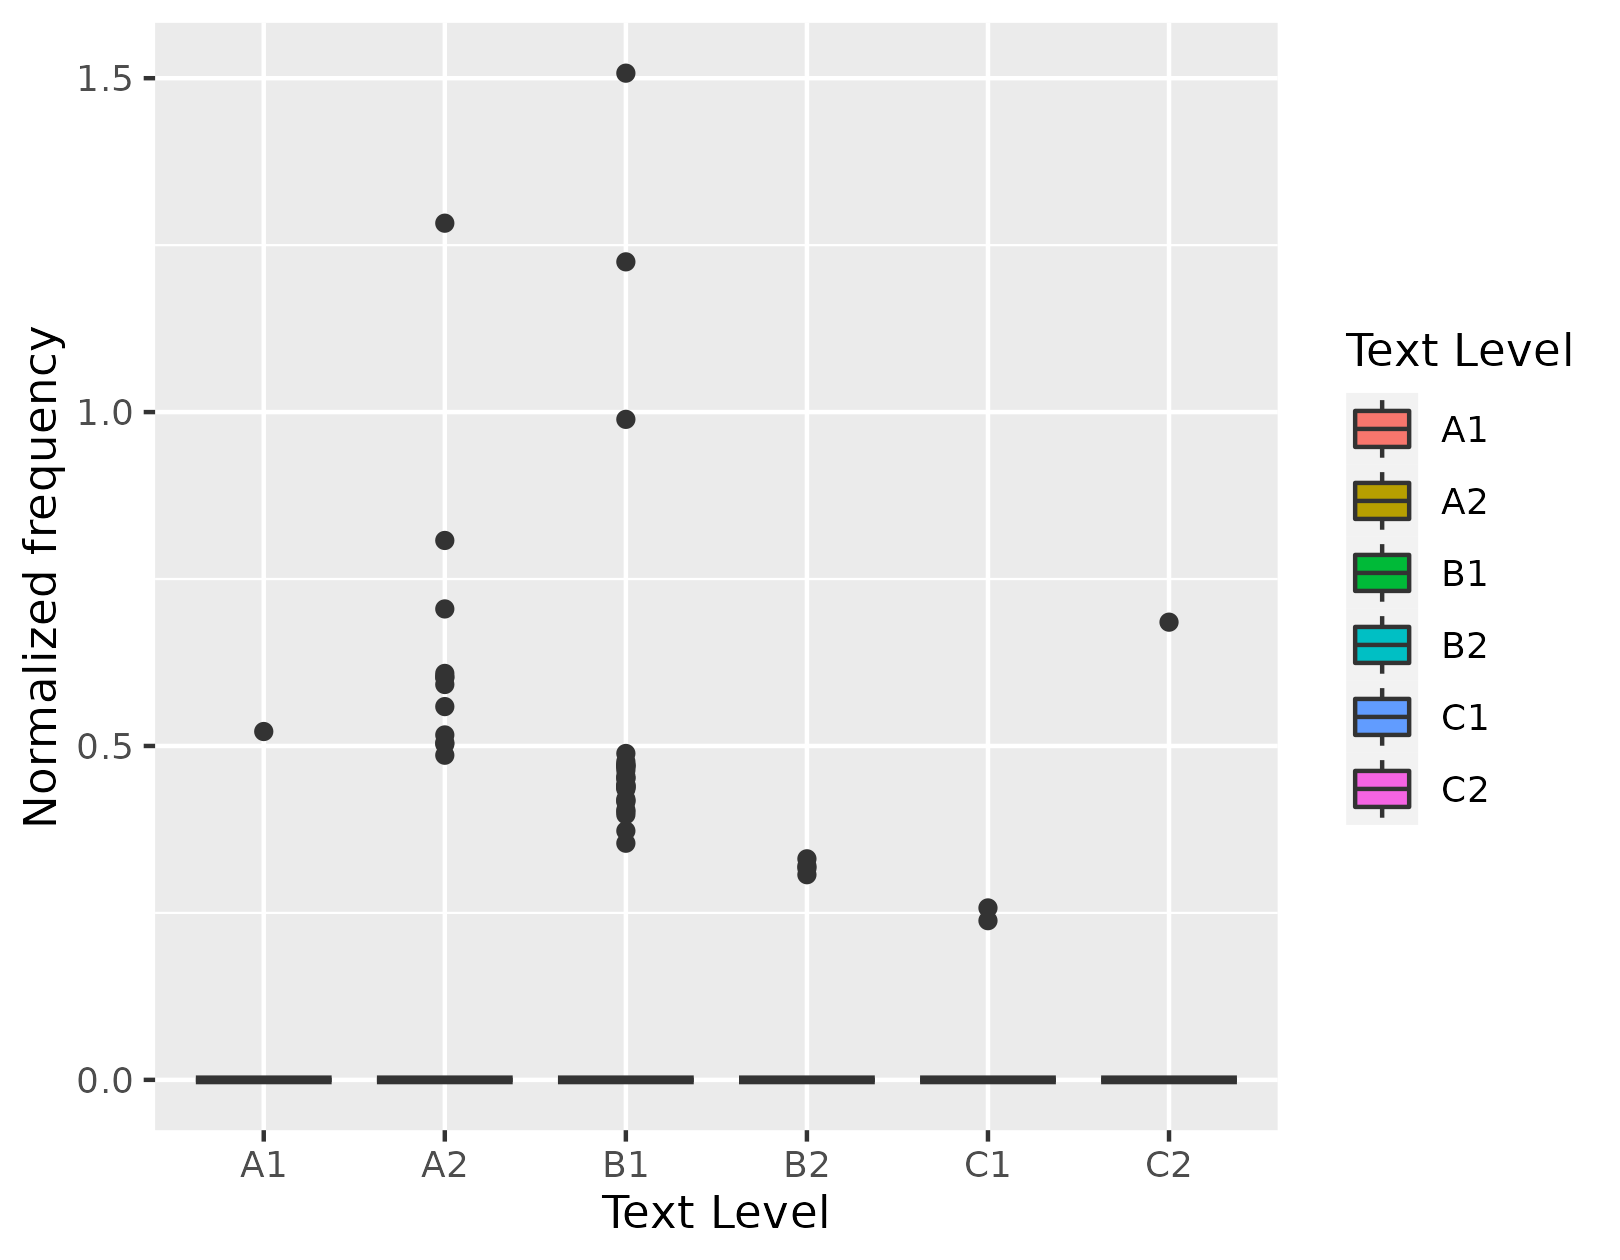 1.5
1.0
0.5
0.0
Normalized frequency
A1 A2 B1 B2 C1 C2
Text Level
Text Level
A1
A2
B1
B2
C1
C2